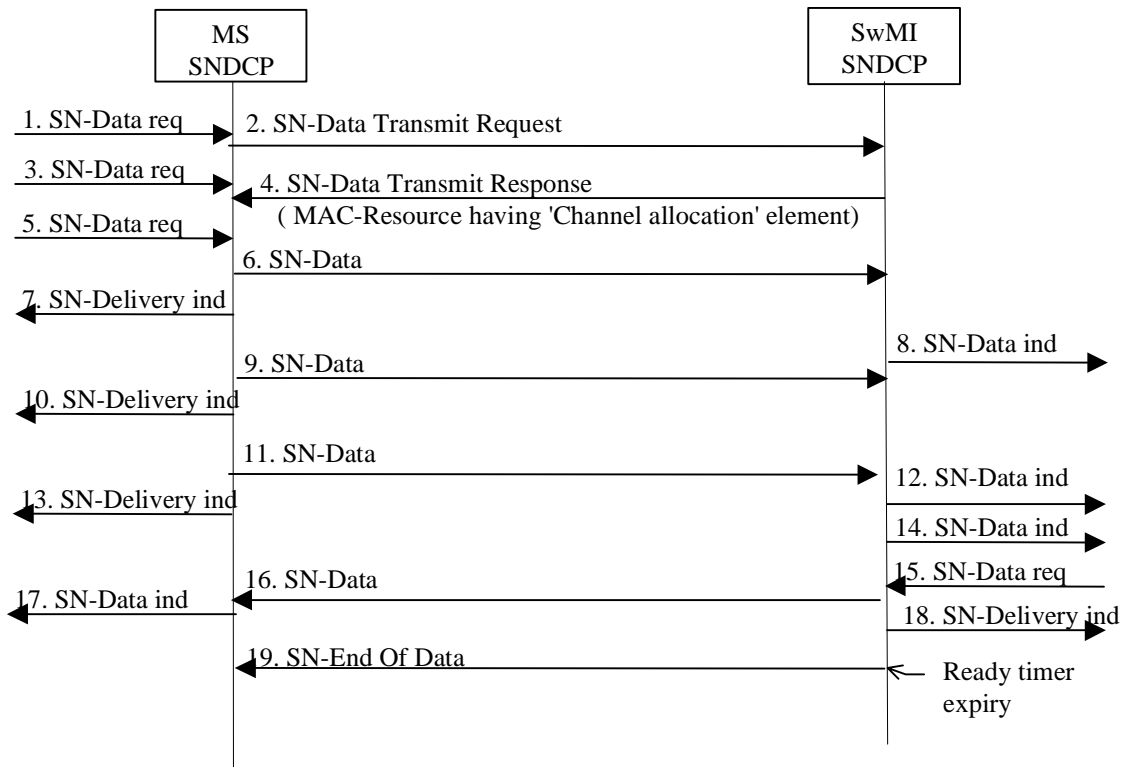 MS
SNDCP
SwMI
SNDCP
1. SN-Data req
2. SN-Data Transmit Request
3. SN-Data req
4. SN-Data Transmit Response
( MAC-Resource having 'Channel allocation' element)
5. SN-Data req
6. SN-Data
7. SN-Delivery ind
8. SN-Data ind
9. SN-Data
10. SN-Delivery ind
11. SN-Data
12. SN-Data ind
13. SN-Delivery ind
14. SN-Data ind
15. SN-Data req
16. SN-Data
17. SN-Data ind
18. SN-Delivery ind
19. SN-End Of Data
Ready timer
expiry